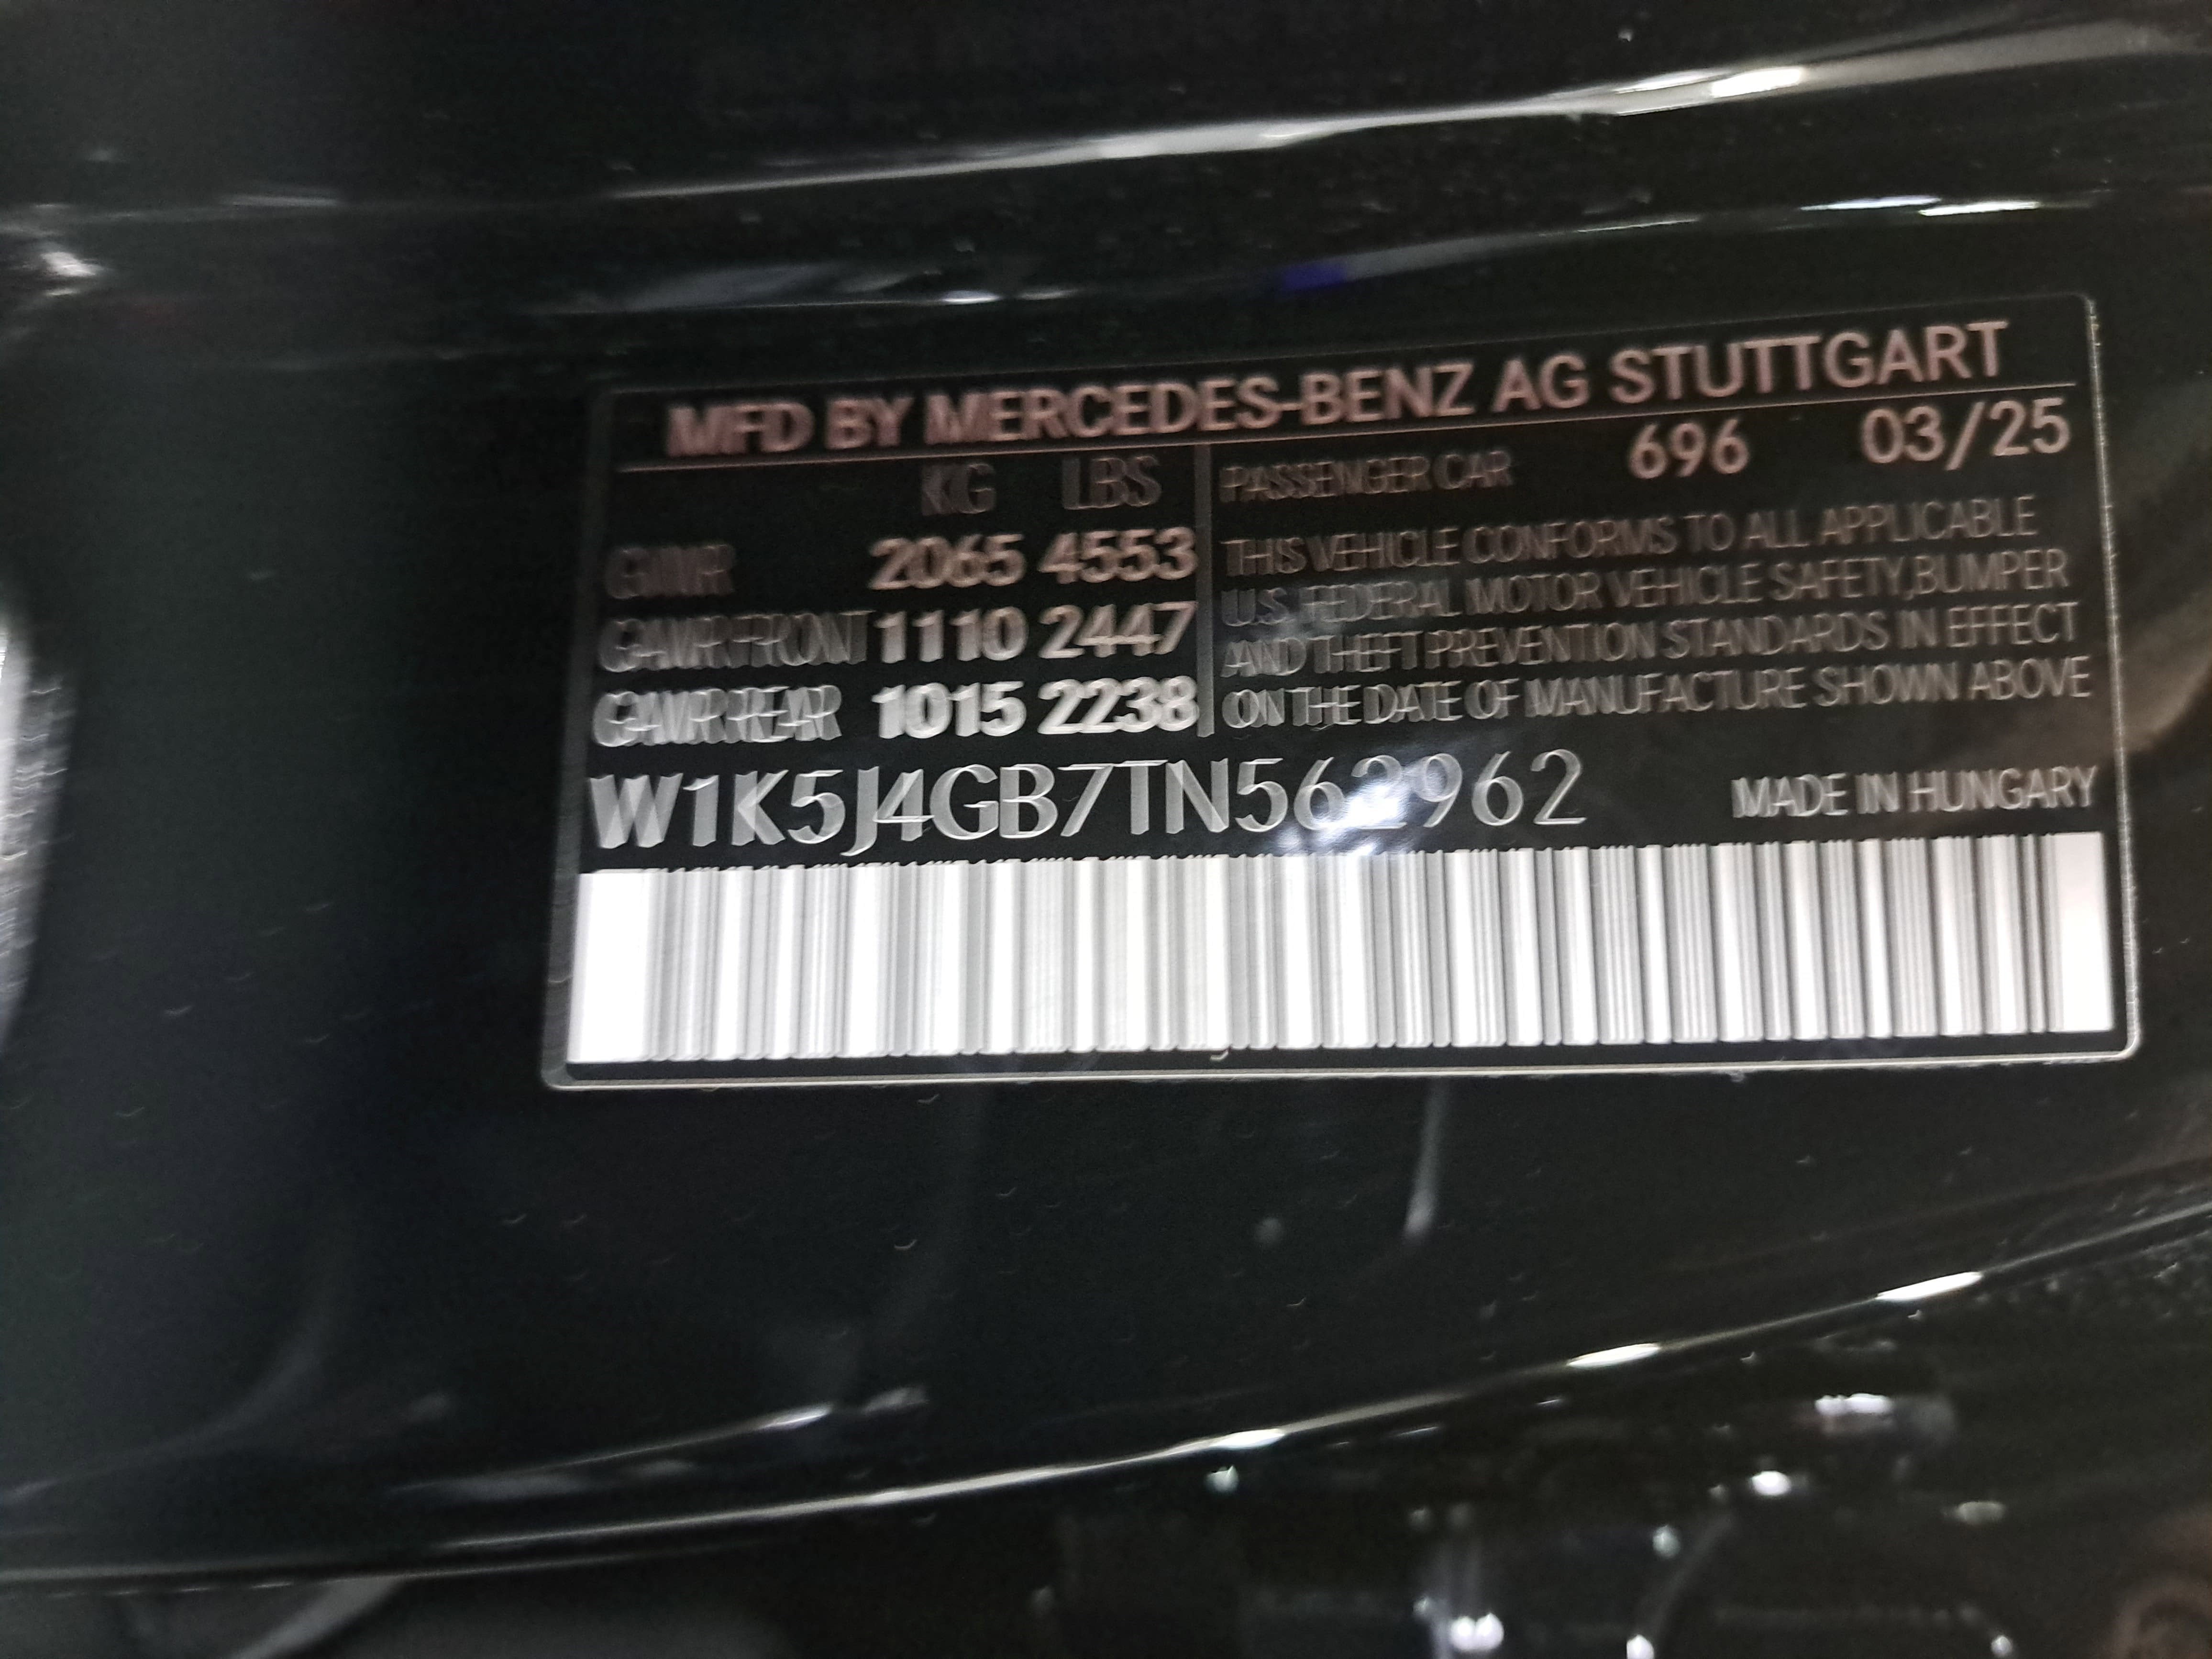 MFD BY MERCEDES-BENZ AG STUTTGART
KG LBS
GVWR 2065 4553
GAWR FRONT 1110 2447
GAWR REAR 1015 2238
PASSENGER CAR 696 03/25
THIS VEHICLE CONFORMS TO ALL APPLICABLE
U.S. FEDERAL MOTOR VEHICLE SAFETY,BUMPER
AND THEFT PREVENTION STANDARDS IN EFFECT
ON THE DATE OF MANUFACTURE SHOWN ABOVE
W1K5J4GB7TN562962 MADE IN HUNGARY